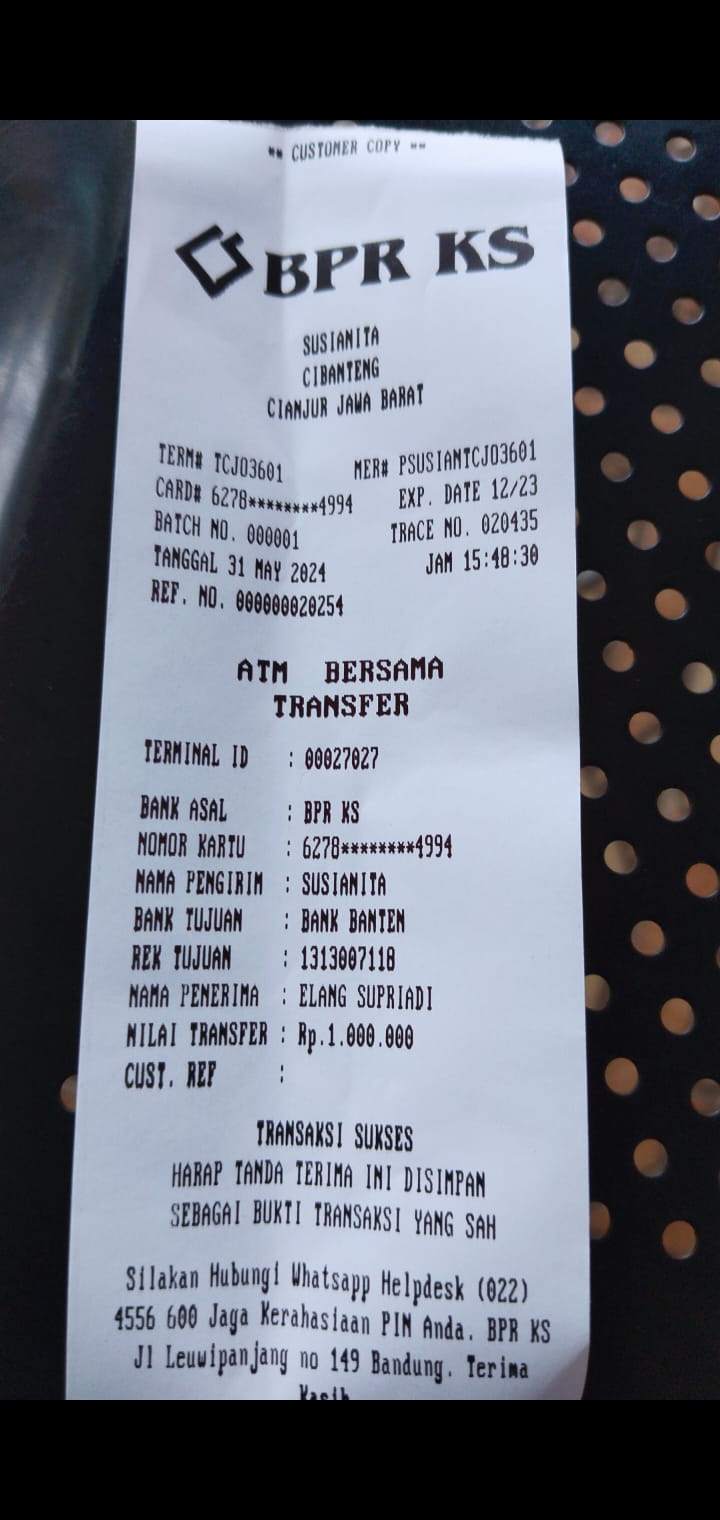 ** CUSTOMER COPY **
BPR KS
SUSIANITA
CIBANTENG
CIANJUR JAWA BARAT
TERM# TCJ03601 MER# PSUSIANTCJ03601
CARD# 6278********4994 EXP. DATE 12/23
BATCH NO. 000001 TRACE NO. 020435
TANGGAL 31 MAY 2024 JAM 15:48:30
REF. NO. 000000020254
ATM BERSAMA
TRANSFER
TERMINAL ID : 00027027
BANK ASAL : BPR KS
NOMOR KARTU : 6278********4994
NAMA PENGIRIM : SUSIANITA
BANK TUJUAN : BANK BANTEN
REK TUJUAN : 1313007118
NAMA PENERIMA : ELANG SUPRIADI
NILAI TRANSFER : Rp.1.000.000
CUST. REF :
TRANSAKSI SUKSES
HARAP TANDA TERIMA INI DISIMPAN
SEBAGAI BUKTI TRANSAKSI YANG SAH
Silakan Hubungi Whatsapp Helpdesk (022)
4556 600 Jaga Kerahasiaan PIN Anda. BPR KS
Jl Leuwipanjang no 149 Bandung. Terima
Kasih